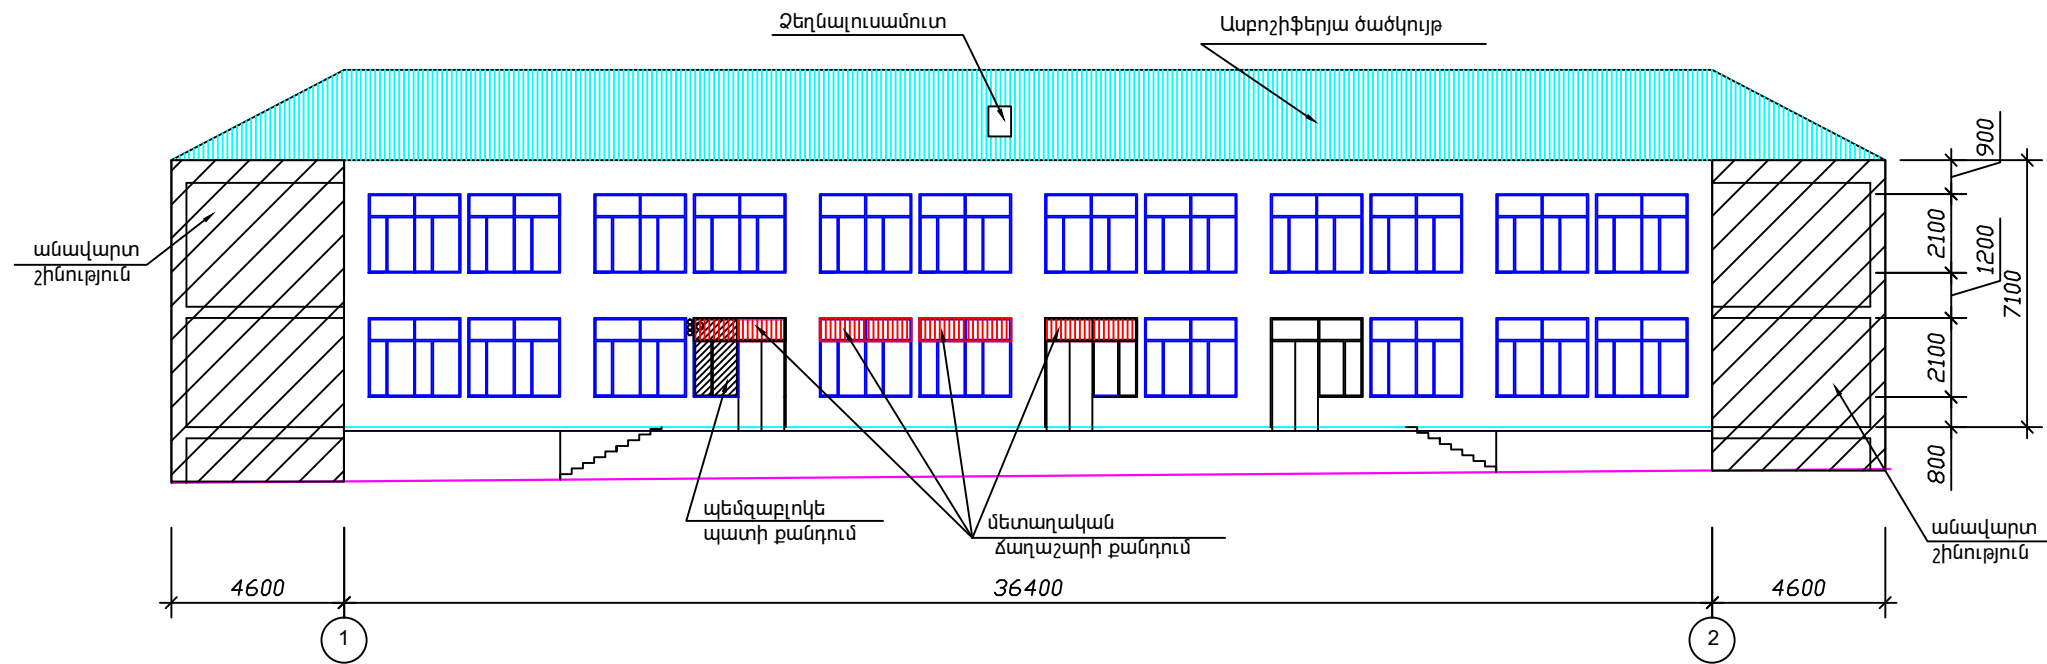 Ձեղնալուսամուտ
Ասբոշիֆերյա ծածկույթ
անավարտ
շինություն
900
2100
1200
7100
2100
800
պեմզաբլոկե
պատի քանդում
մետաղական
ճաղաշարի քանդում
անավարտ
շինություն
4600
36400
4600
1
2